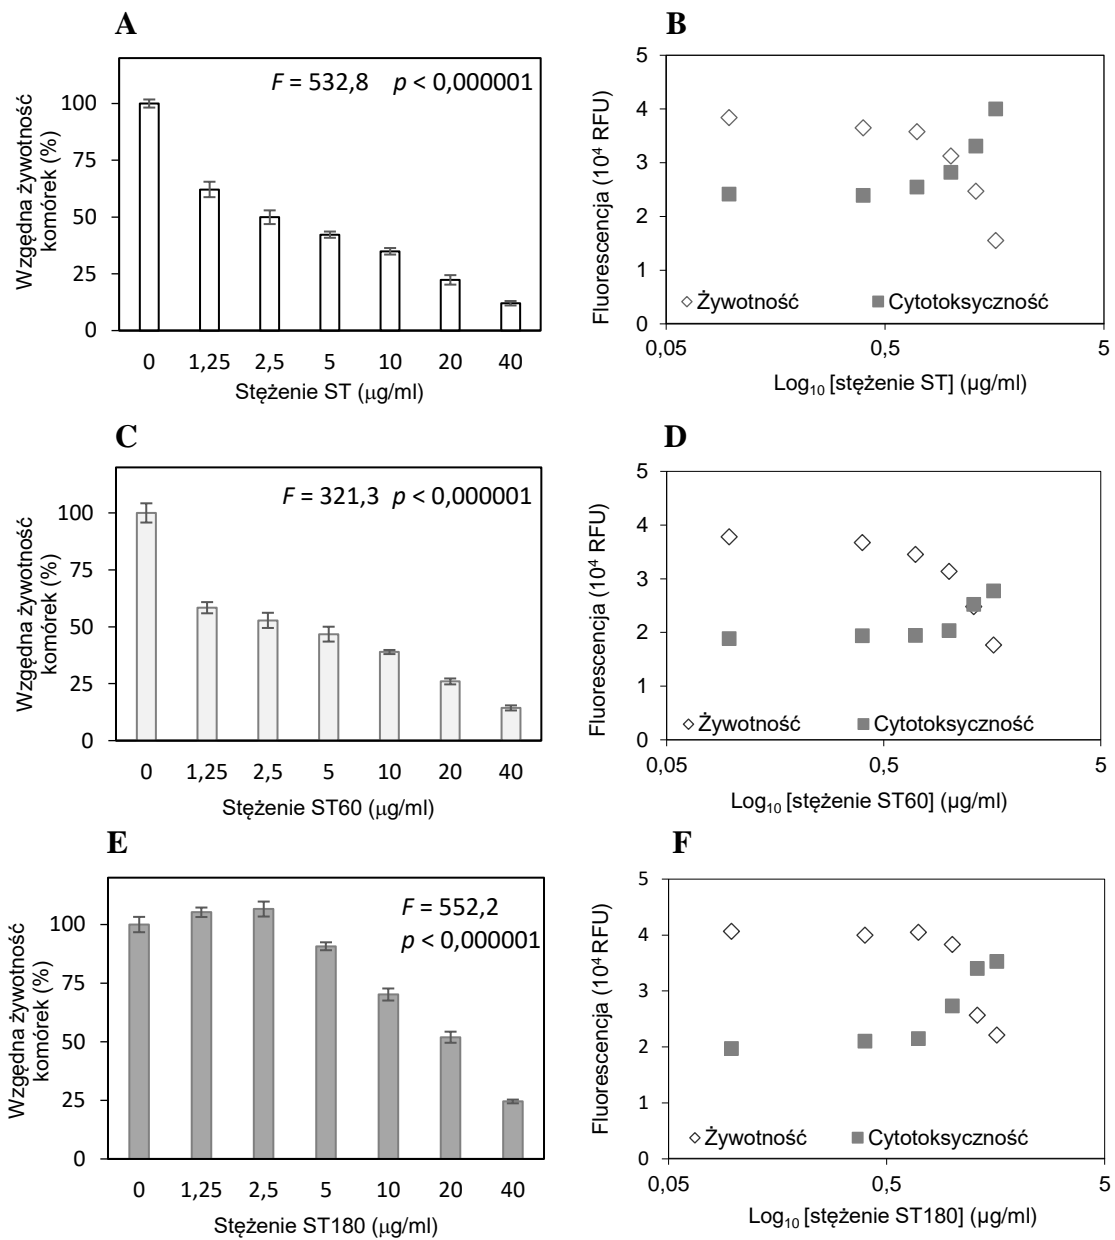 A
F = 532,8 p < 0,000001
Względna żywotność
komórek (%)
100
75
50
25
0
0 1,25 2,5 5 10 20 40
Stężenie ST (µg/ml)
B
Fluorescencja (10⁴ RFU)
5
4
3
2
1
0
Żywotność Cytotoksyczność
0,05 0,5 5
Log₁₀ [stężenie ST] (µg/ml)
C
F = 321,3 p < 0,000001
Względna żywotność
komórek (%)
100
75
50
25
0
0 1,25 2,5 5 10 20 40
Stężenie ST60 (µg/ml)
D
Fluorescencja (10⁴ RFU)
5
4
3
2
1
0
Żywotność Cytotoksyczność
0,05 0,5 5
Log₁₀ [stężenie ST60] (µg/ml)
E
F = 552,2
p < 0,000001
Względna żywotność
komórek (%)
100
75
50
25
0
0 1,25 2,5 5 10 20 40
Stężenie ST180 (µg/ml)
F
Fluorescencja (10⁴ RFU)
5
4
3
2
1
0
Żywotność Cytotoksyczność
0,05 0,5 5
Log₁₀ [stężenie ST180] (µg/ml)